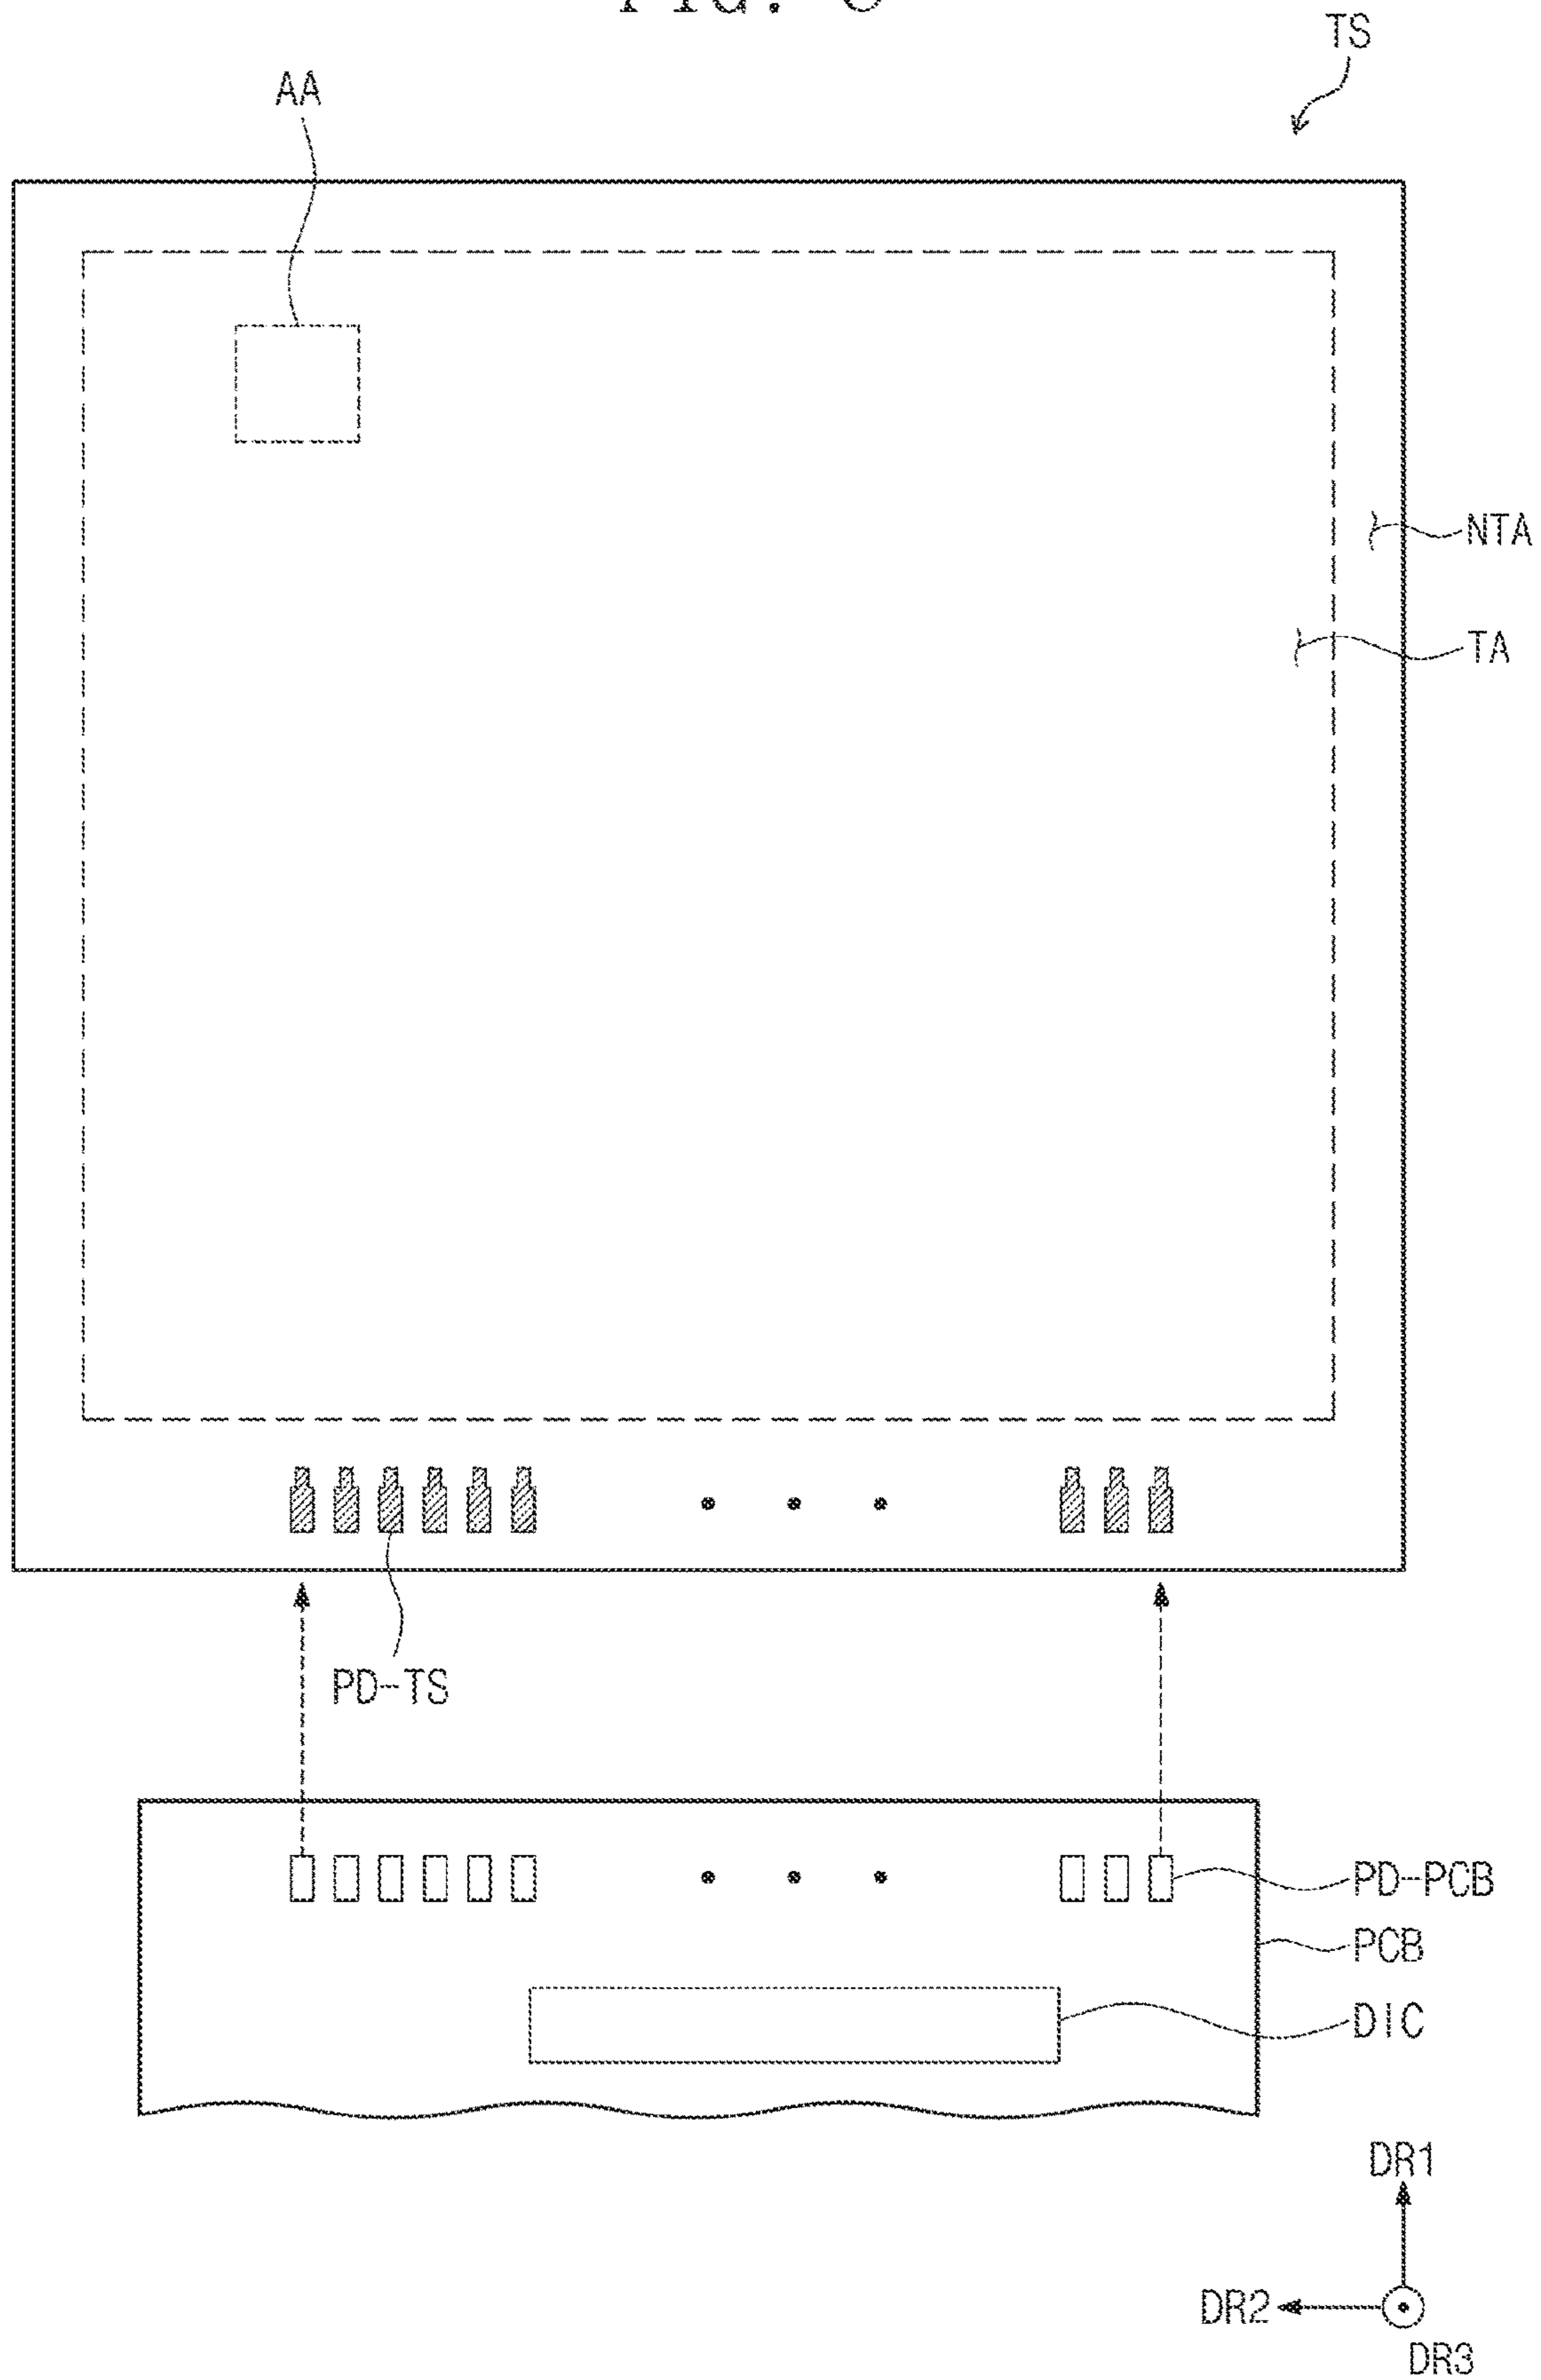 TS
AA
NTA
TA
PD-TS
PD-PCB
PCB
DIC
DR1
DR2
DR3